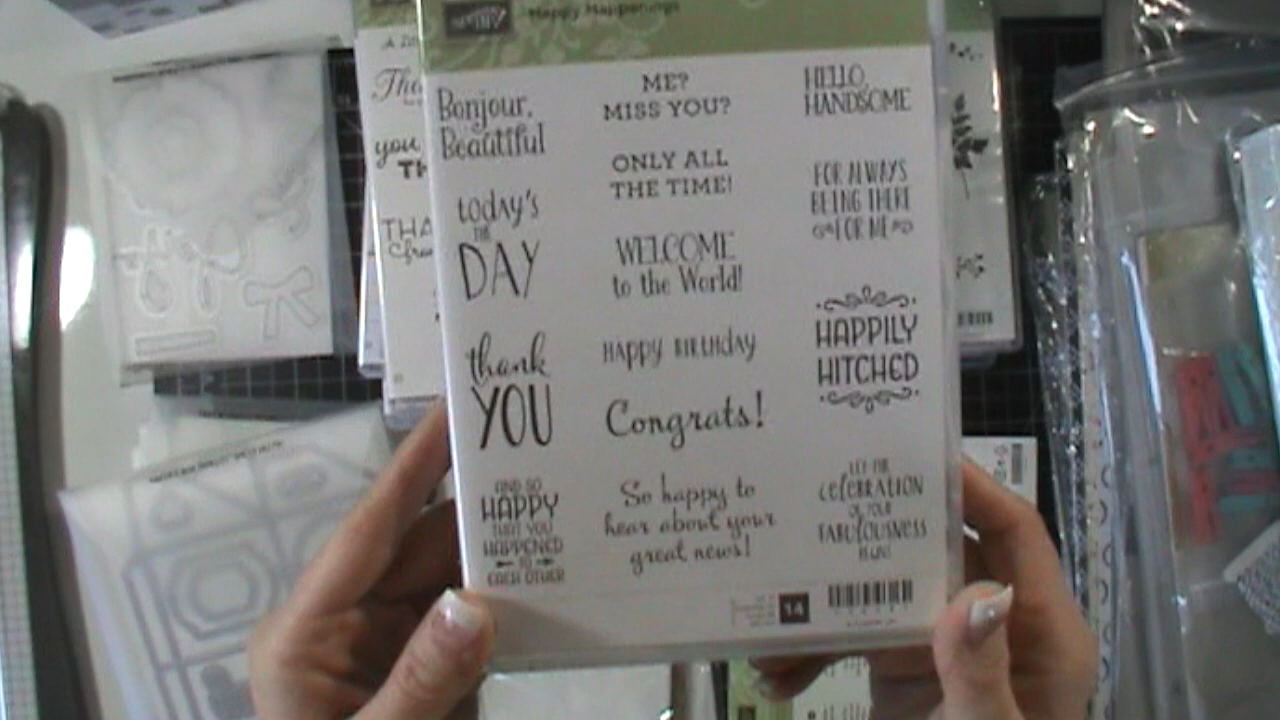 Happy Happenings
Bonjour,
Beautiful
today's
THE
DAY
thank
YOU
AND SO
HAPPY
THAT YOU
HAPPENED
TO
EACH OTHER
ME?
MISS YOU?
ONLY ALL
THE TIME!
WELCOME
to the World!
HAPPY BIRTHDAY
Congrats!
So happy to
hear about your
great news!
HELLO,
HANDSOME
FOR ALWAYS
BEING THERE
FOR ME
HAPPILY
HITCHED
LET THE
CELEBRATION
OF YOUR
FABULOUSNESS
BEGIN!
14
you